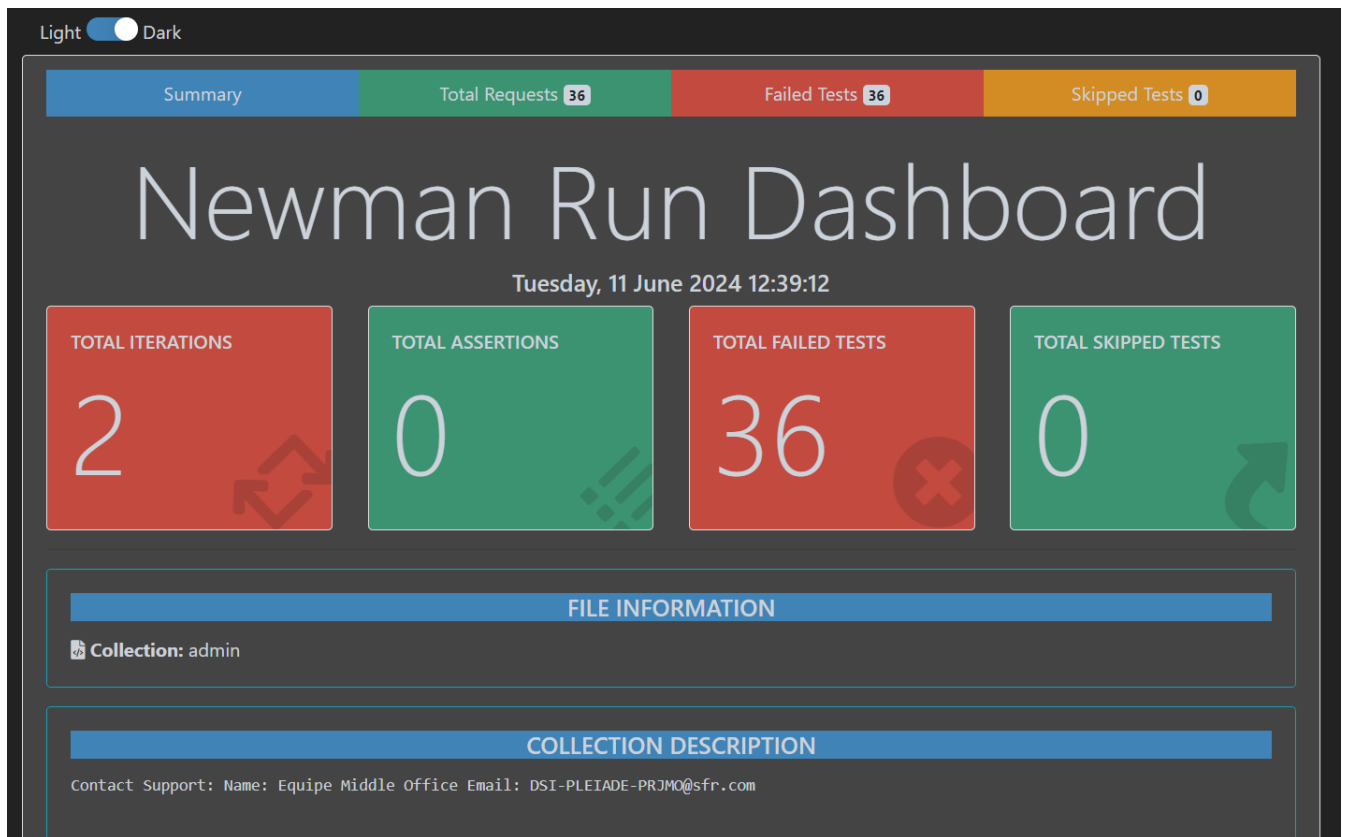 Light Dark
Summary Total Requests 36 Failed Tests 36 Skipped Tests 0
Newman Run Dashboard
Tuesday, 11 June 2024 12:39:12
TOTAL ITERATIONS TOTAL ASSERTIONS TOTAL FAILED TESTS TOTAL SKIPPED TESTS
2 0 36 0
FILE INFORMATION
Collection: admin
COLLECTION DESCRIPTION
Contact Support: Name: Equipe Middle Office Email: DSI-PLEIADE-PRJMO@sfr.com